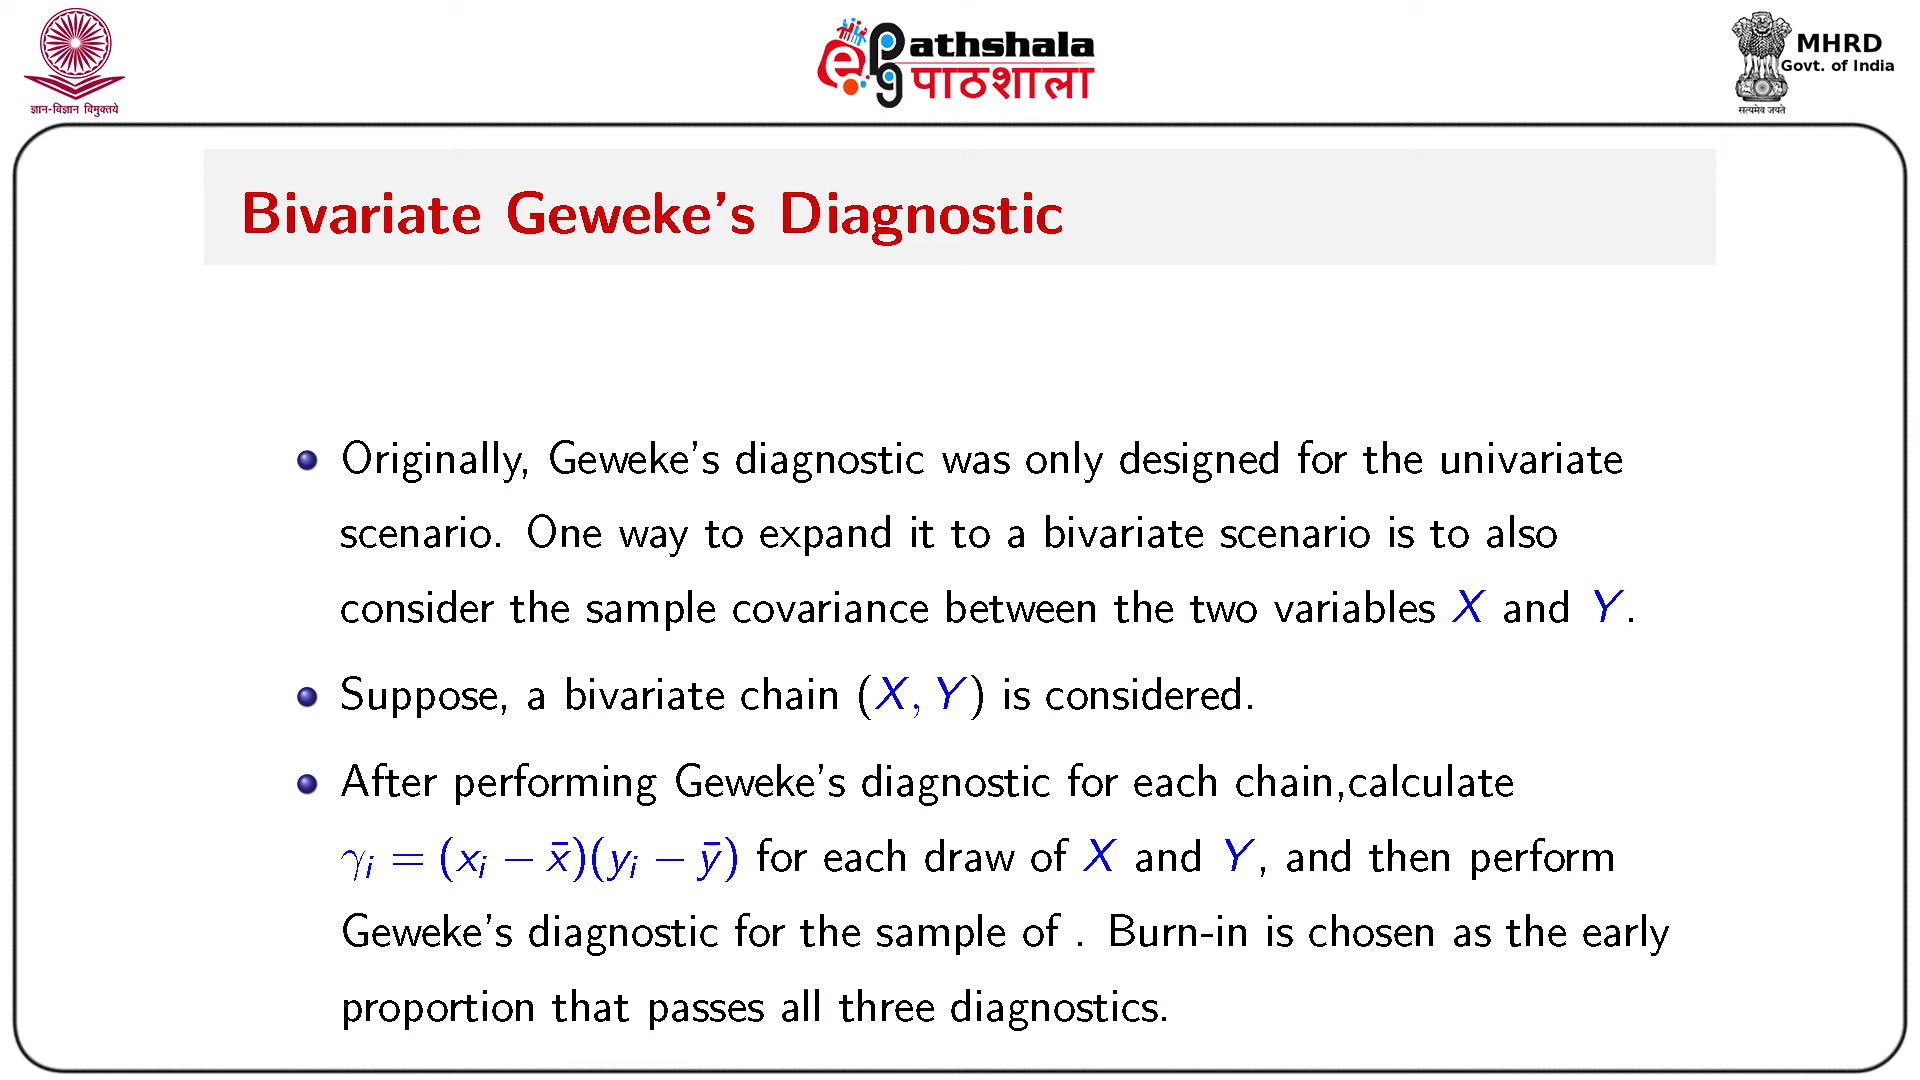 ज्ञान-विज्ञान विमुक्तये
ePG athshala
पाठशाला
MHRD
Govt. of India
सत्यमेव जयते
Bivariate Geweke's Diagnostic
Originally, Geweke's diagnostic was only designed for the univariate
scenario. One way to expand it to a bivariate scenario is to also
consider the sample covariance between the two variables X and Y.
Suppose, a bivariate chain (X, Y) is considered.
After performing Geweke's diagnostic for each chain,calculate
γᵢ = (xᵢ − x̄)(yᵢ − ȳ) for each draw of X and Y, and then perform
Geweke's diagnostic for the sample of . Burn-in is chosen as the early
proportion that passes all three diagnostics.